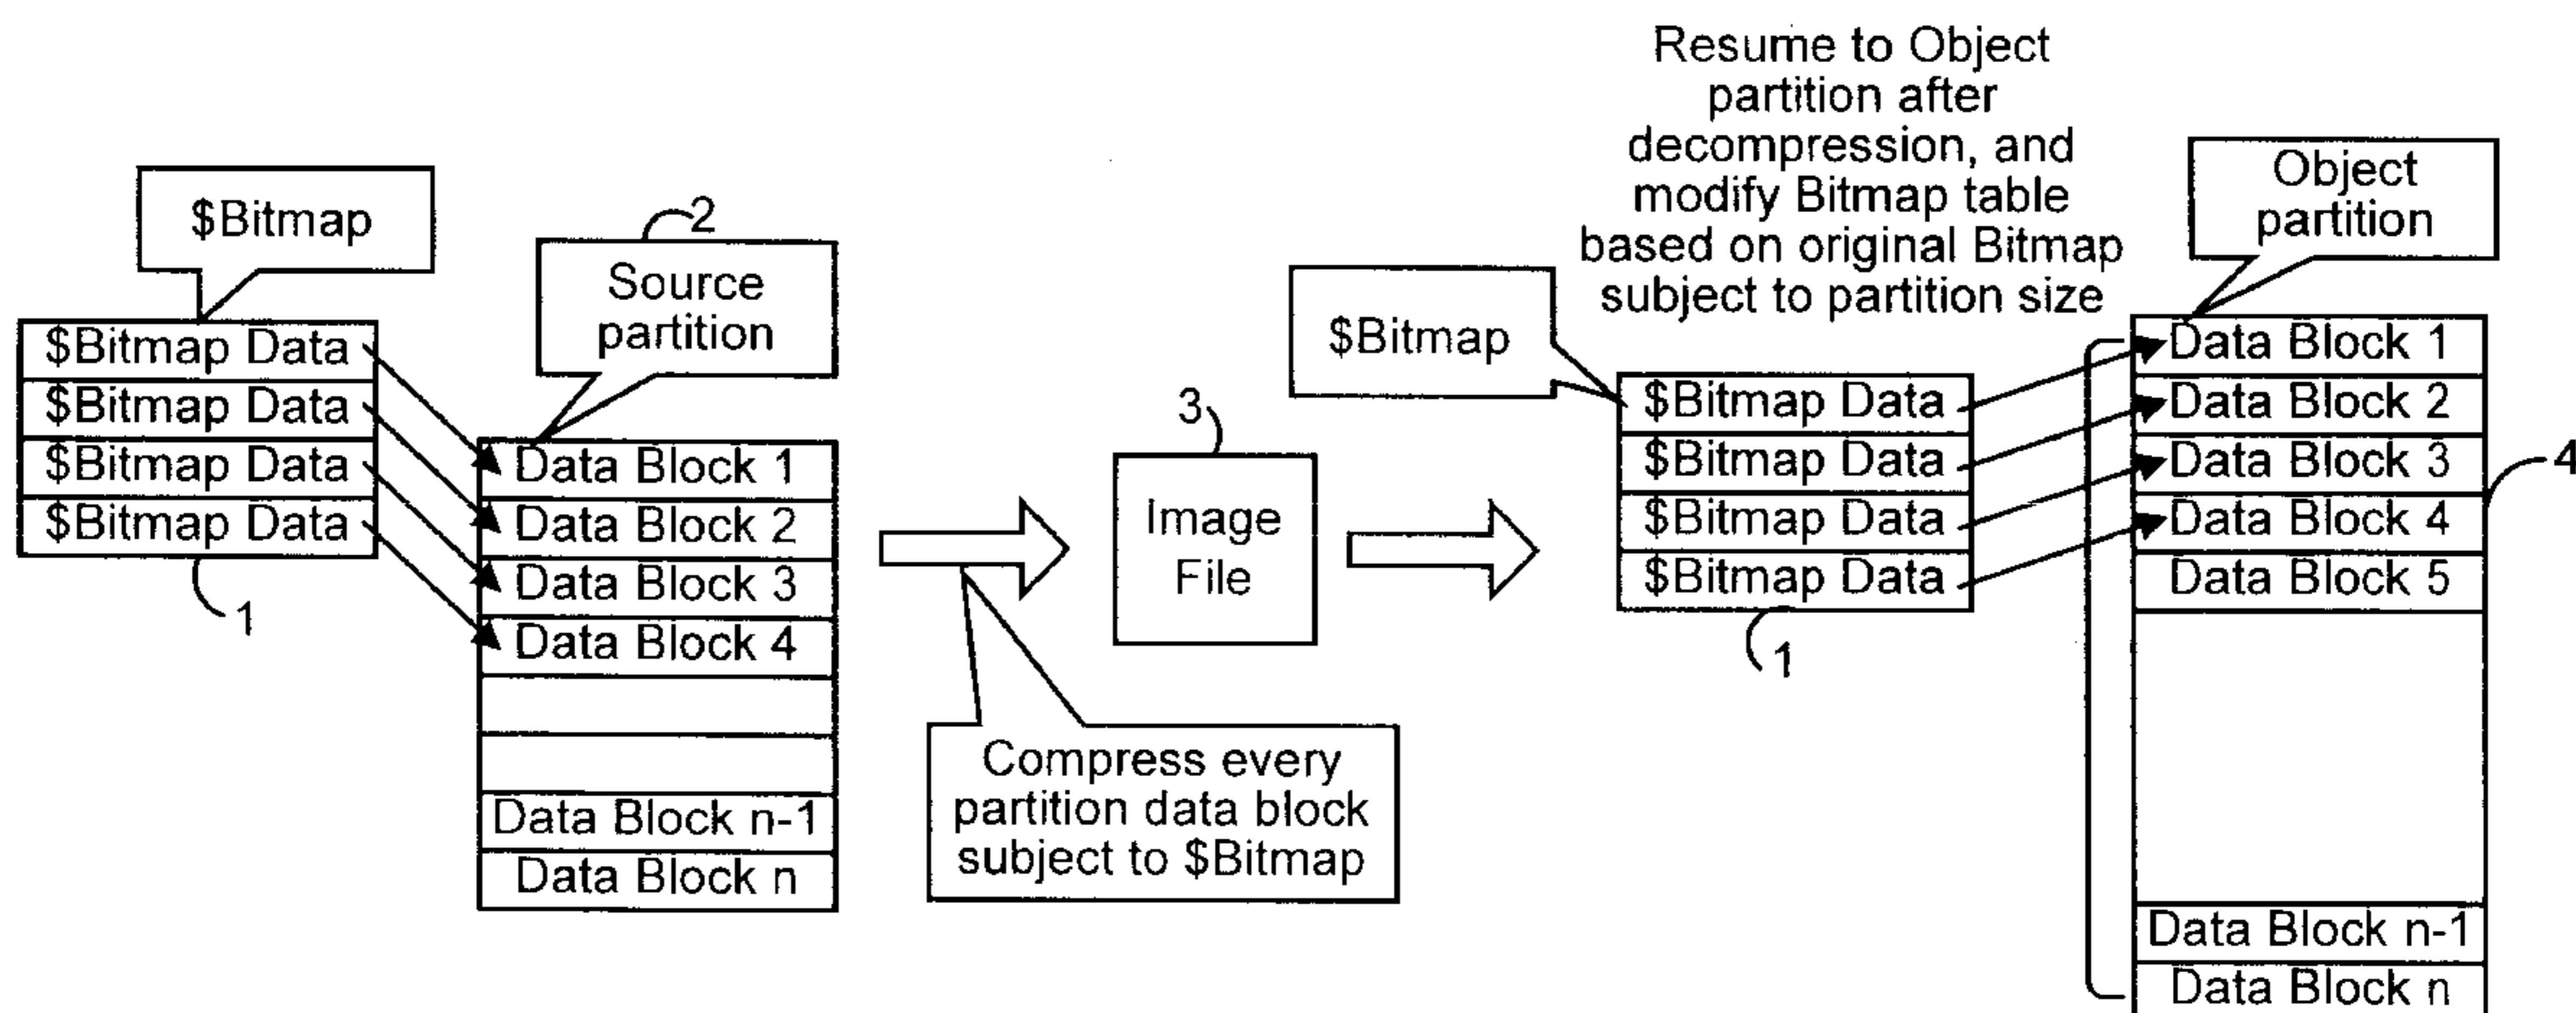 $Bitmap
$Bitmap Data
$Bitmap Data
$Bitmap Data
$Bitmap Data
1
2
Source
partition
Data Block 1
Data Block 2
Data Block 3
Data Block 4
Data Block n-1
Data Block n
Compress every
partition data block
subject to $Bitmap
3
Image
File
Resume to Object
partition after
decompression, and
modify Bitmap table
based on original Bitmap
subject to partition size
$Bitmap
$Bitmap Data
$Bitmap Data
$Bitmap Data
$Bitmap Data
1
Object
partition
Data Block 1
Data Block 2
Data Block 3
Data Block 4
Data Block 5
Data Block n-1
Data Block n
4